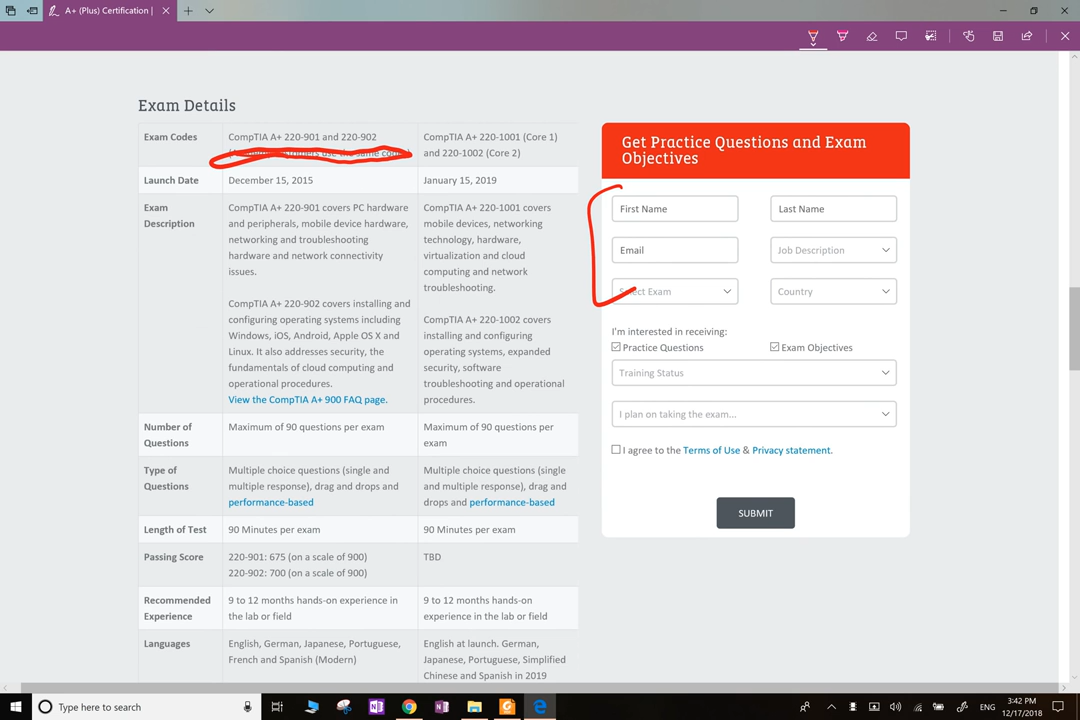 A+ (Plus) Certification |
Exam Details
Exam Codes
CompTIA A+ 220-901 and 220-902
use the same
CompTIA A+ 220-1001 (Core 1)
and 220-1002 (Core 2)
Launch Date
December 15, 2015
January 15, 2019
Exam
Description
CompTIA A+ 220-901 covers PC hardware
and peripherals, mobile device hardware,
networking and troubleshooting
hardware and network connectivity
issues.
CompTIA A+ 220-902 covers installing and
configuring operating systems including
Windows, iOS, Android, Apple OS X and
Linux. It also addresses security, the
fundamentals of cloud computing and
operational procedures.
View the CompTIA A+ 900 FAQ page.
CompTIA A+ 220-1001 covers
mobile devices, networking
technology, hardware,
virtualization and cloud
computing and network
troubleshooting.
CompTIA A+ 220-1002 covers
installing and configuring
operating systems, expanded
security, software
troubleshooting and operational
procedures.
Number of
Questions
Maximum of 90 questions per exam
Maximum of 90 questions per
exam
Type of
Questions
Multiple choice questions (single and
multiple response), drag and drops and
performance-based
Multiple choice questions (single
and multiple response), drag and
drops and performance-based
Length of Test
90 Minutes per exam
90 Minutes per exam
Passing Score
220-901: 675 (on a scale of 900)
220-902: 700 (on a scale of 900)
TBD
Recommended
Experience
9 to 12 months hands-on experience in
the lab or field
9 to 12 months hands-on
experience in the lab or field
Languages
English, German, Japanese, Portuguese,
French and Spanish (Modern)
English at launch. German,
Japanese, Portuguese, Simplified
Chinese and Spanish in 2019
Get Practice Questions and Exam
Objectives
First Name
Last Name
Email
Job Description
Select Exam
Country
I'm interested in receiving:
Practice Questions
Exam Objectives
Training Status
I plan on taking the exam...
I agree to the Terms of Use & Privacy statement.
SUBMIT
Type here to search
ENG
3:42 PM
12/17/2018